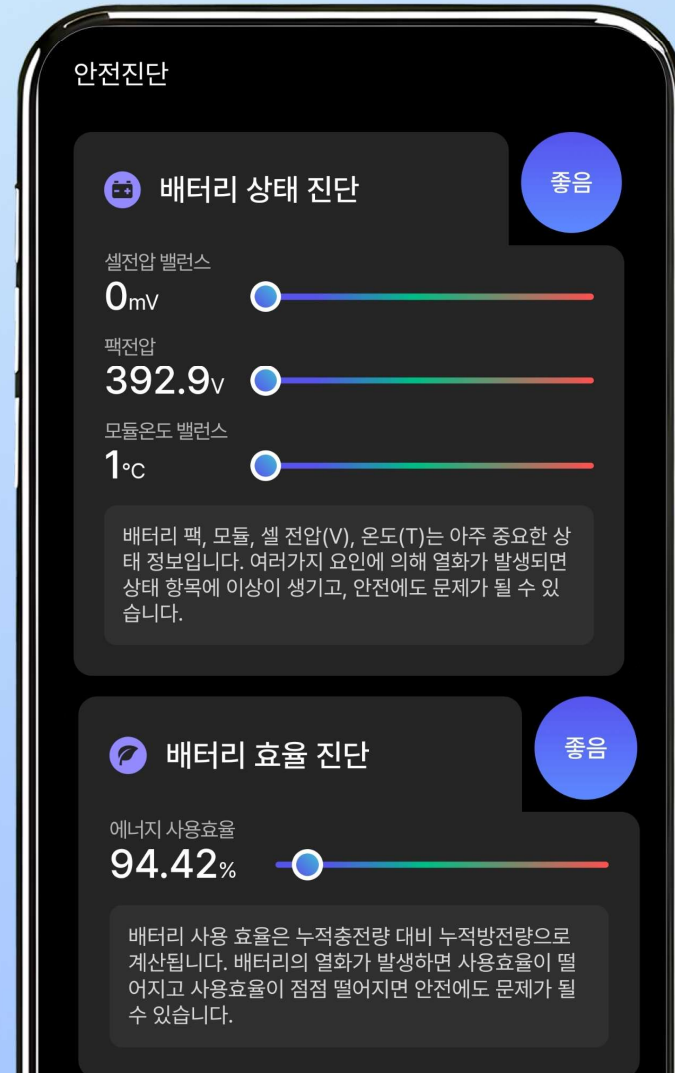 안전진단
배터리 상태 진단
좋음
셀전압 밸런스
0mV
팩전압
392.9V
모듈온도 밸런스
1°C
배터리 팩, 모듈, 셀 전압(V), 온도(T)는 아주 중요한 상
태 정보입니다. 여러가지 요인에 의해 열화가 발생되면
상태 항목에 이상이 생기고, 안전에도 문제가 될 수 있
습니다.
배터리 효율 진단
좋음
에너지 사용효율
94.42%
배터리 사용 효율은 누적충전량 대비 누적방전량으로
계산됩니다. 배터리의 열화가 발생하면 사용효율이 떨
어지고 사용효율이 점점 떨어지면 안전에도 문제가 될
수 있습니다.